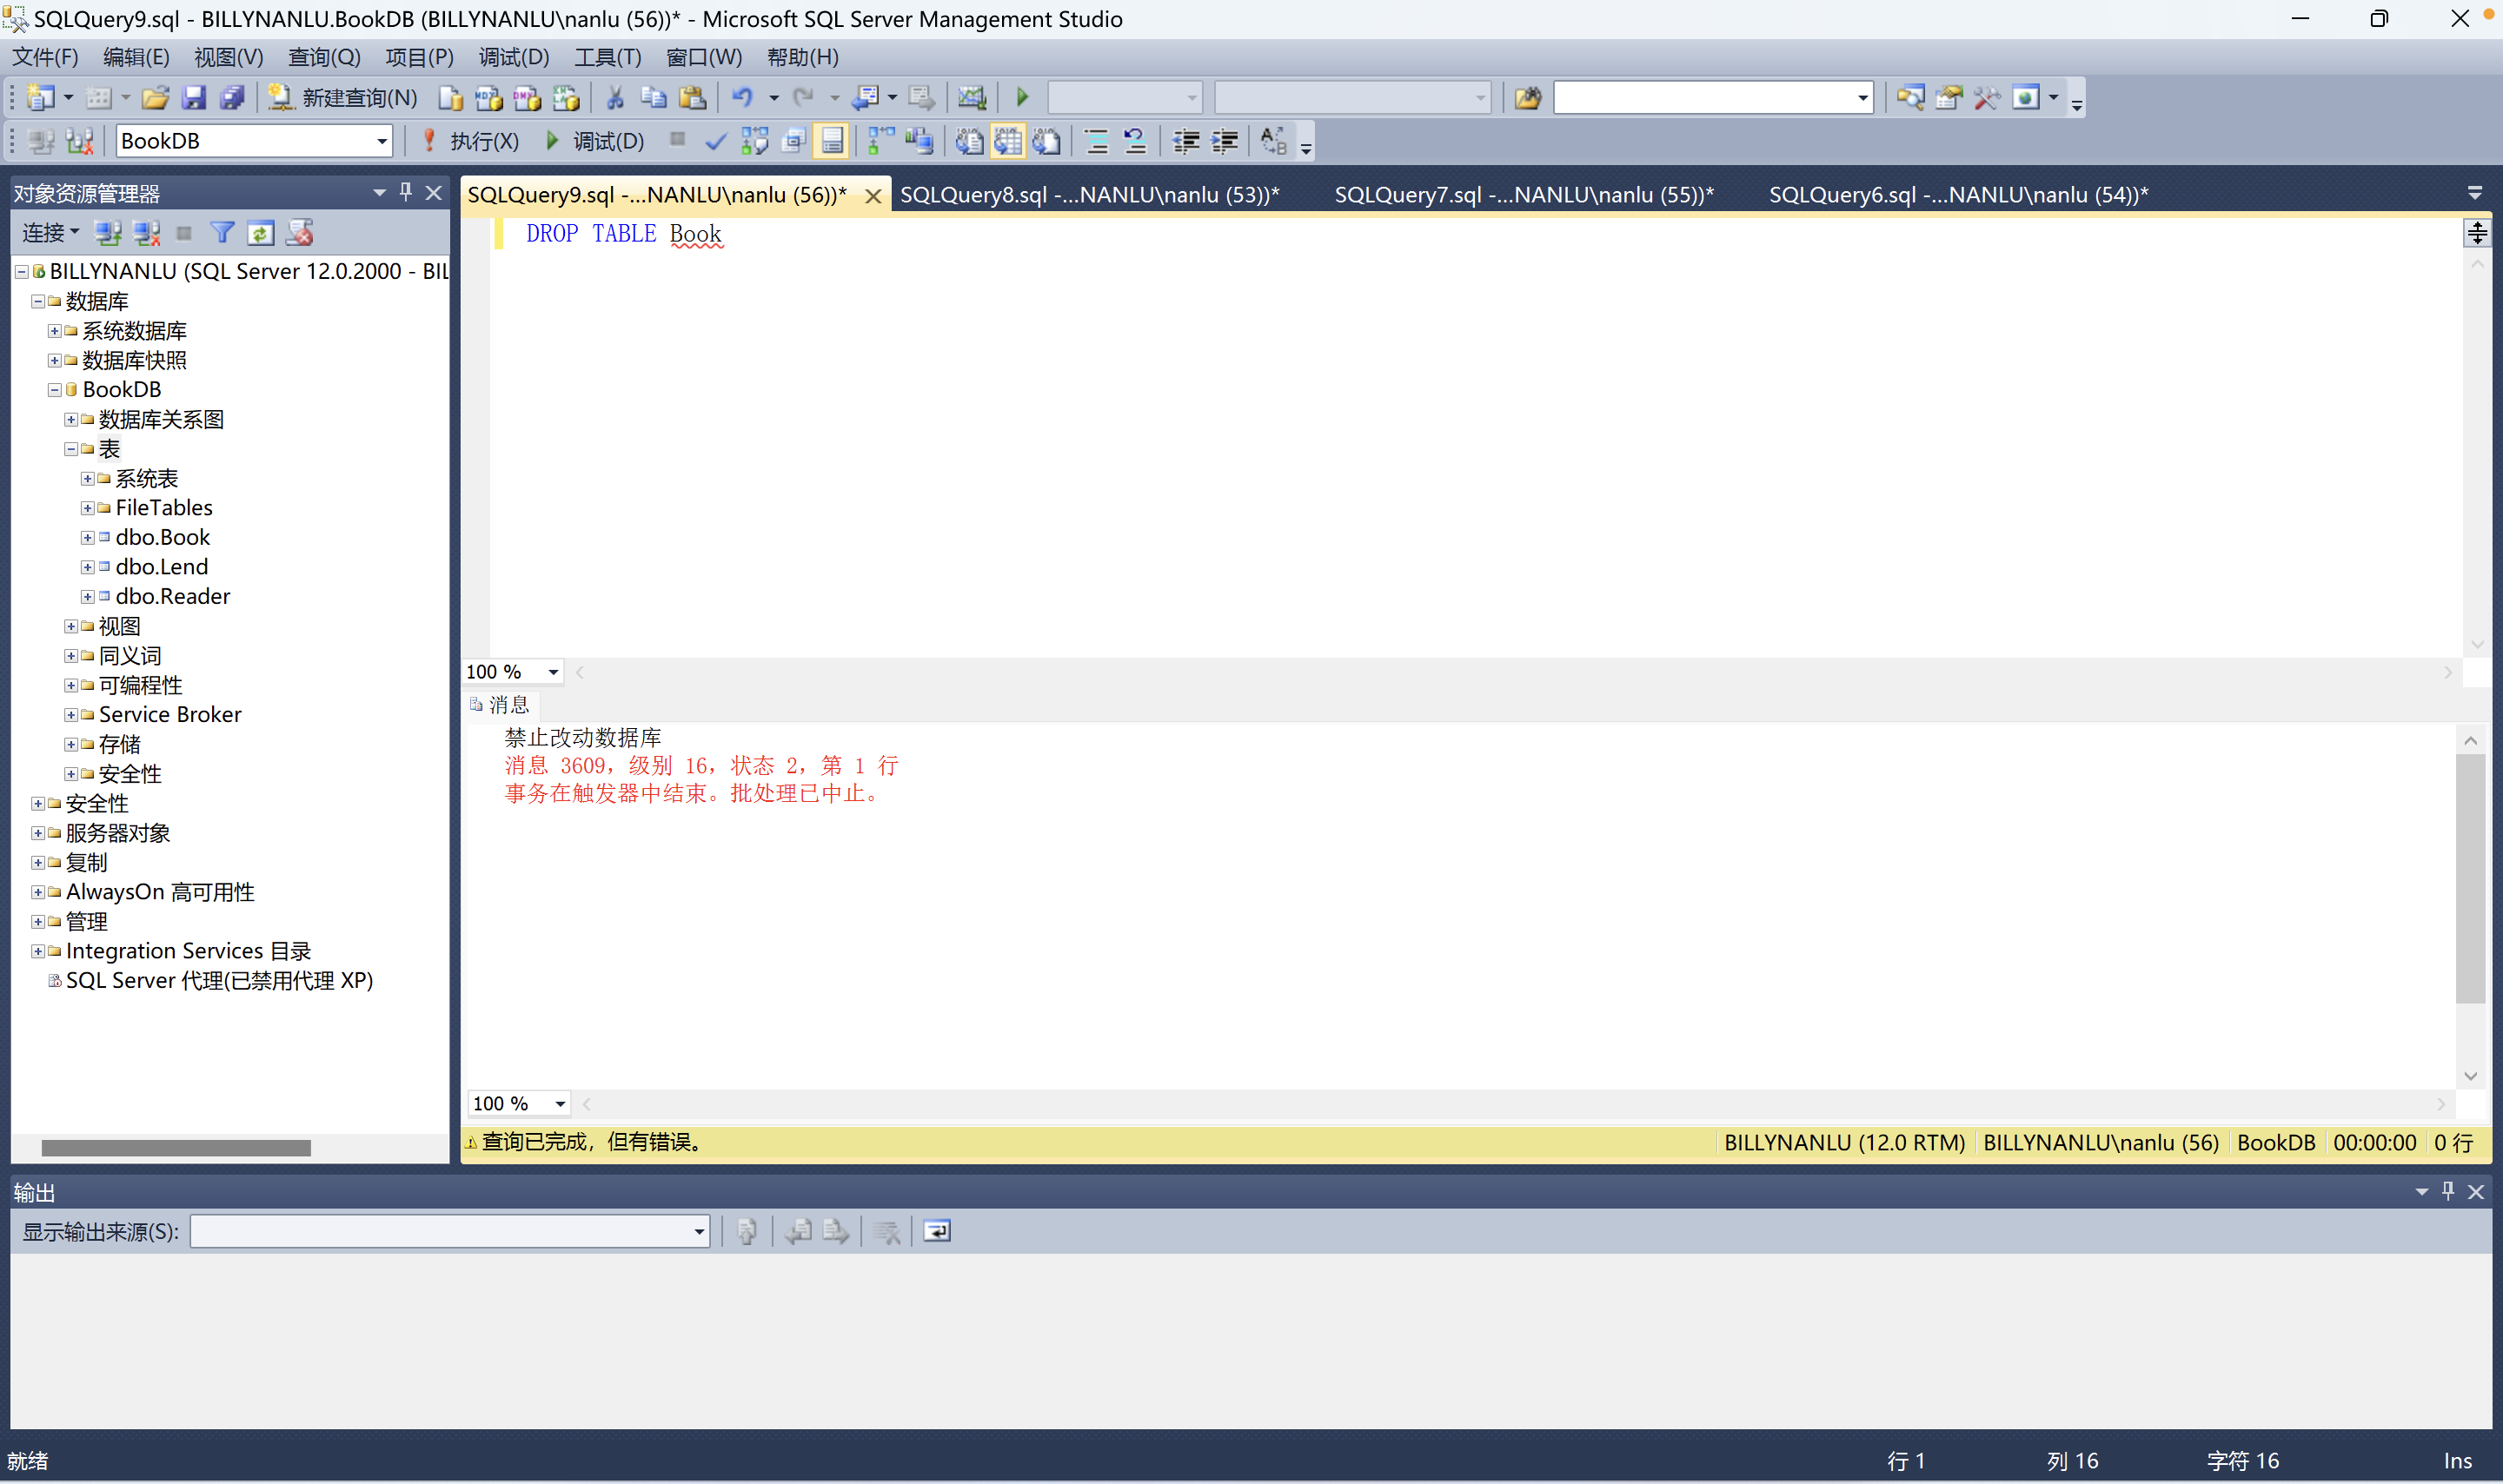 SQLQuery9.sql - BILLYNANLU.BookDB (BILLYNANLU\nanlu (56))* - Microsoft SQL Server Management Studio
文件(F) 编辑(E) 视图(V) 查询(Q) 项目(P) 调试(D) 工具(T) 窗口(W) 帮助(H)
新建查询(N)
BookDB 执行(X) 调试(D)
对象资源管理器
连接
BILLYNANLU (SQL Server 12.0.2000 - BIL
数据库
系统数据库
数据库快照
BookDB
数据库关系图
表
系统表
FileTables
dbo.Book
dbo.Lend
dbo.Reader
视图
同义词
可编程性
Service Broker
存储
安全性
安全性
服务器对象
复制
AlwaysOn 高可用性
管理
Integration Services 目录
SQL Server 代理(已禁用代理 XP)
SQLQuery9.sql -...NANLU\nanlu (56))* SQLQuery8.sql -...NANLU\nanlu (53))* SQLQuery7.sql -...NANLU\nanlu (55))* SQLQuery6.sql -...NANLU\nanlu (54))*
DROP TABLE Book
100 %
消息
禁止改动数据库
消息 3609，级别 16，状态 2，第 1 行
事务在触发器中结束。批处理已中止。
100 %
查询已完成，但有错误。 BILLYNANLU (12.0 RTM) BILLYNANLU\nanlu (56) BookDB 00:00:00 0 行
输出
显示输出来源(S):
就绪 行 1 列 16 字符 16 Ins